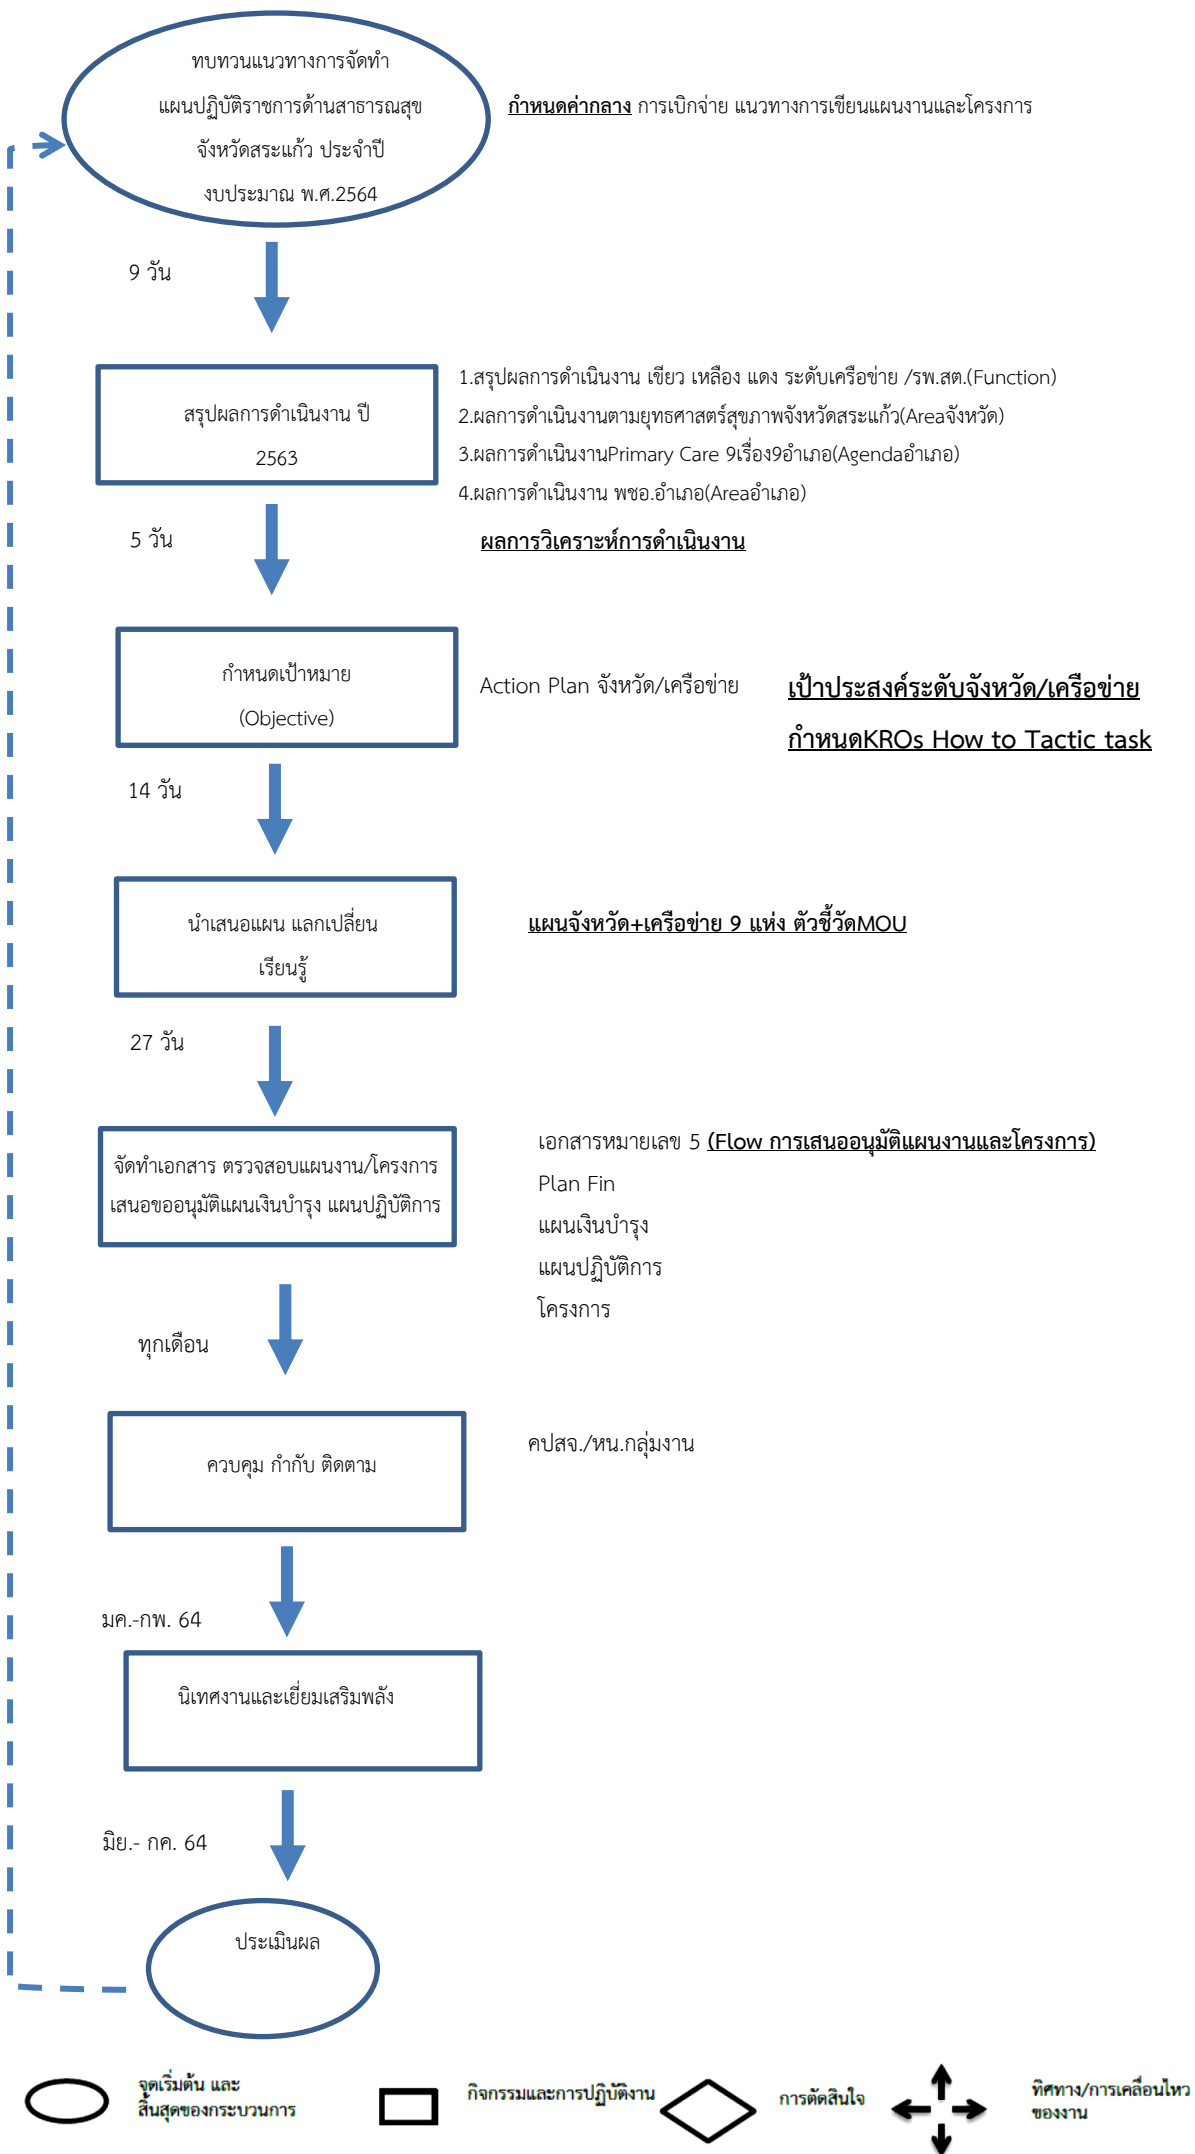 ทบทวนแนวทางการจัดทำ
แผนปฏิบัติราชการด้านสาธารณสุข
จังหวัดสระแก้ว ประจำปี
งบประมาณ พ.ศ.2564
กำหนดค่ากลาง การเบิกจ่าย แนวทางการเขียนแผนงานและโครงการ
9 วัน
สรุปผลการดำเนินงาน ปี
2563
1.สรุปผลการดำเนินงาน เขียว เหลือง แดง ระดับเครือข่าย /รพ.สต.(Function)
2.ผลการดำเนินงานตามยุทธศาสตร์สุขภาพจังหวัดสระแก้ว(Areaจังหวัด)
3.ผลการดำเนินงานPrimary Care 9เรื่อง9อำเภอ(Agendaอำเภอ)
4.ผลการดำเนินงาน พชอ.อำเภอ(Areaอำเภอ)
5 วัน
ผลการวิเคราะห์การดำเนินงาน
กำหนดเป้าหมาย
(Objective)
Action Plan จังหวัด/เครือข่าย
เป้าประสงค์ระดับจังหวัด/เครือข่าย
กำหนดKROs How to Tactic task
14 วัน
นำเสนอแผน แลกเปลี่ยน
เรียนรู้
แผนจังหวัด+เครือข่าย 9 แห่ง ตัวชี้วัดMOU
27 วัน
จัดทำเอกสาร ตรวจสอบแผนงาน/โครงการ
เสนอขออนุมัติแผนเงินบำรุง แผนปฏิบัติการ
เอกสารหมายเลข 5 (Flow การเสนออนุมัติแผนงานและโครงการ)
Plan Fin
แผนเงินบำรุง
แผนปฏิบัติการ
โครงการ
ทุกเดือน
ควบคุม กำกับ ติดตาม
คปสจ./หน.กลุ่มงาน
มค.-กพ. 64
นิเทศงานและเยี่ยมเสริมพลัง
มิย.- กค. 64
ประเมินผล
จุดเริ่มต้น และ
สิ้นสุดของกระบวนการ
กิจกรรมและการปฏิบัติงาน
การตัดสินใจ
ทิศทาง/การเคลื่อนไหว
ของงาน